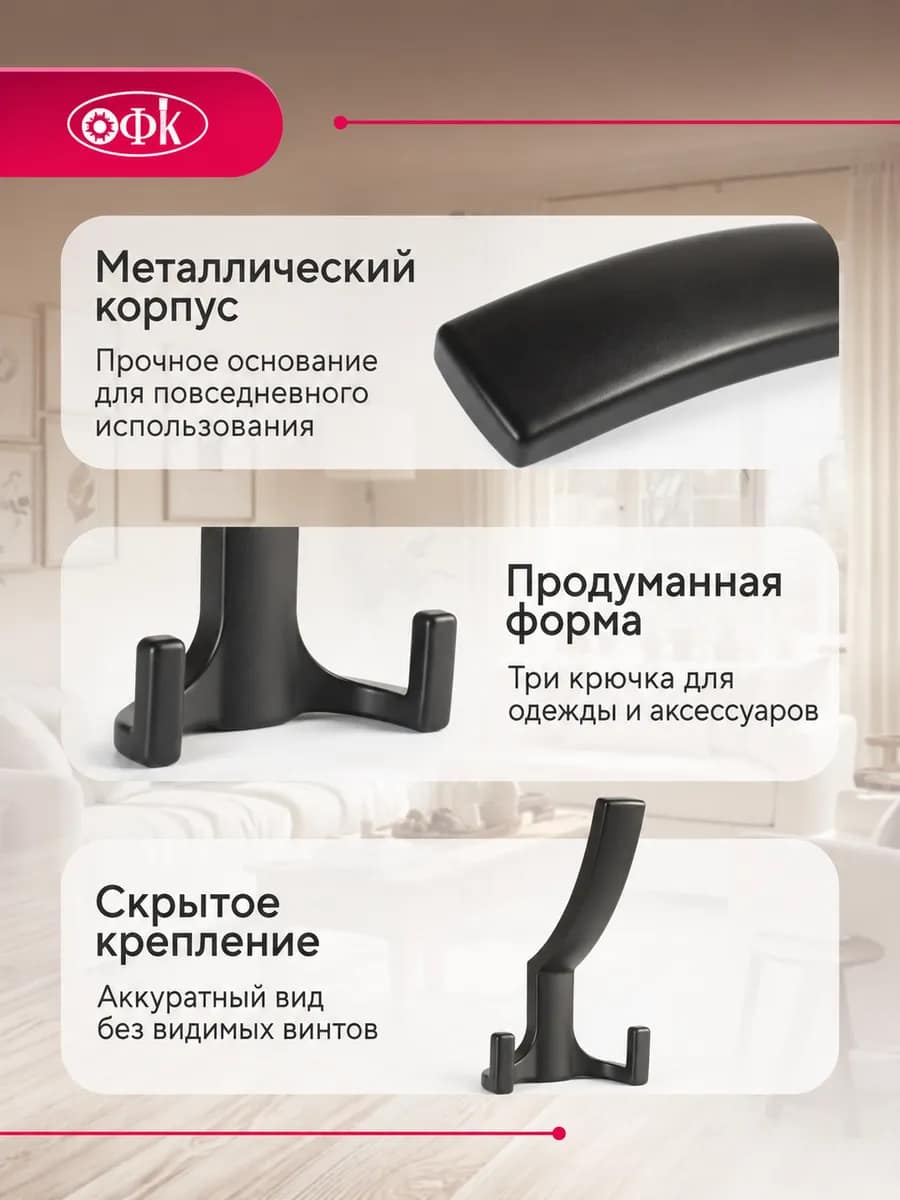 ОФК
Металлический
корпус
Прочное основание
для повседневного
использования
Продуманная
форма
Три крючка для
одежды и аксессуаров
Скрытое
крепление
Аккуратный вид
без видимых винтов